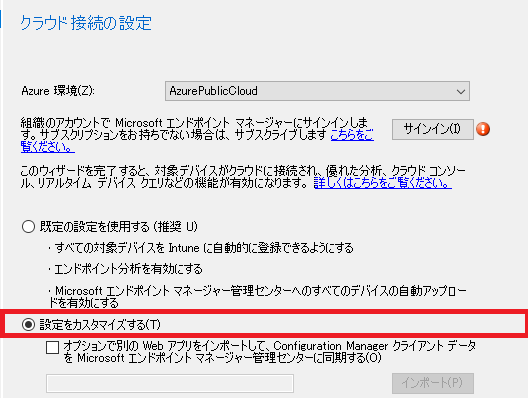 クラウド接続の設定
Azure 環境(Z):
AzurePublicCloud
組織のアカウントで Microsoft エンドポイント マネージャーにサインインしま
す。サブスクリプションをお持ちでない場合は、サブスクライブします こちらをご
覧ください。
サインイン(I)
このウィザードを完了すると、対象デバイスがクラウドに接続され、優れた分析、クラウド コンソー
ル、リアルタイム デバイス クエリなどの機能が有効になります。 詳しくはこちらをご覧ください。
既定の設定を使用する (推奨 U)
・すべての対象デバイスを Intune に自動的に登録できるようにする
・エンドポイント分析を有効にする
・Microsoft エンドポイント マネージャー管理センターへのすべてのデバイスの自動アップロー
ドを有効にする
設定をカスタマイズする(T)
オプションで別の Web アプリをインポートして、Configuration Manager クライアント データ
を Microsoft エンドポイント マネージャー管理センターに同期する(O)
インポート(P)